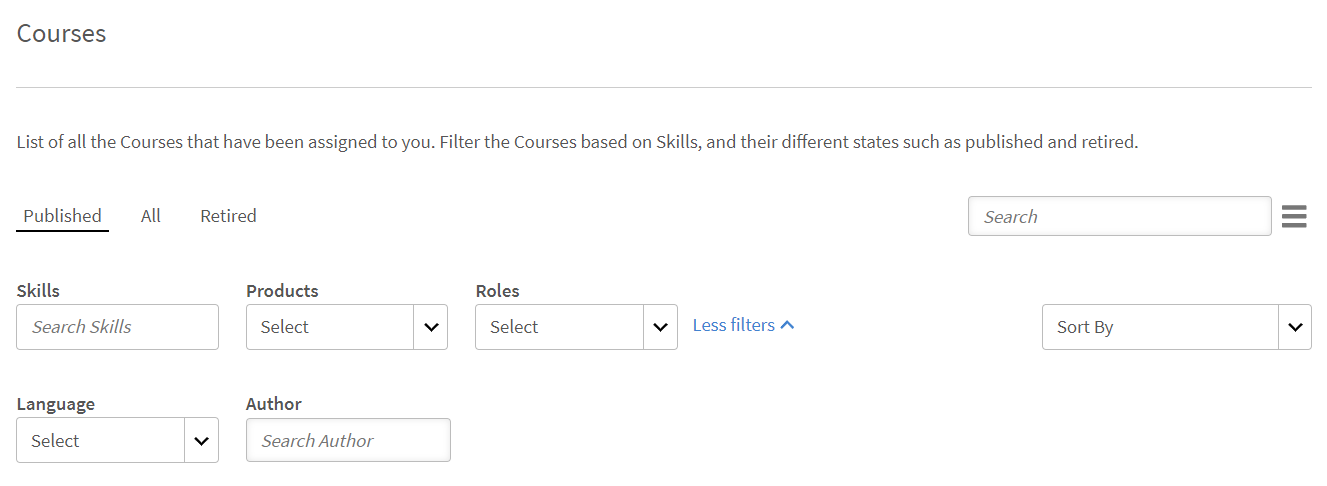 Courses
List of all the Courses that have been assigned to you. Filter the Courses based on Skills, and their different states such as published and retired.
Published All Retired Search
Skills Products Roles
Search Skills Select Select Less filters Sort By
Language Author
Select Search Author